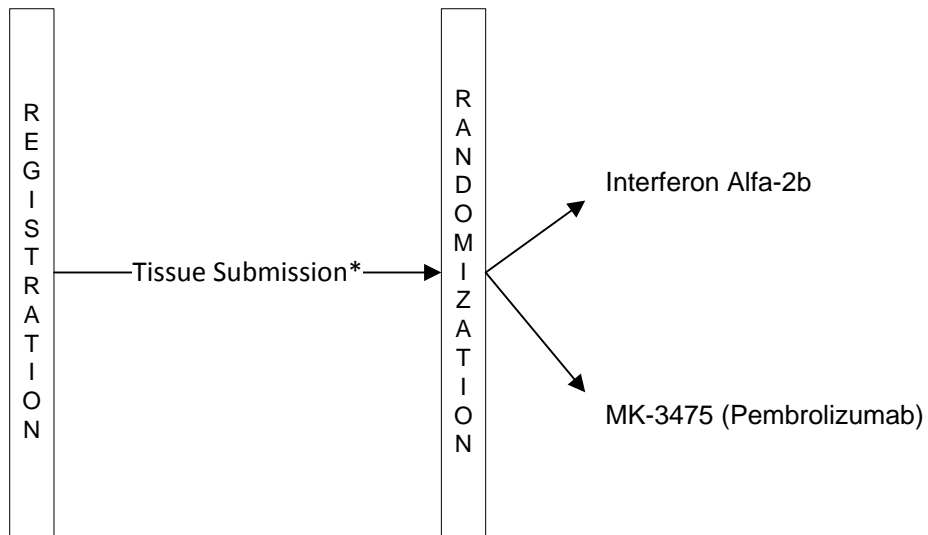 REGISTRATION
Tissue Submission*
RANDOMIZATION
Interferon Alfa-2b
MK-3475 (Pembrolizumab)